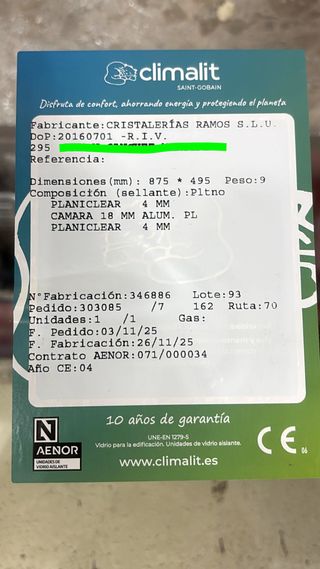 climalit
SAINT-GOBAIN
Disfruta de confort, ahorrando energía y protegiendo el planeta
Fabricante:CRISTALERÍAS RAMOS S.L.U.
DoP:20160701 -R.I.V.
295
Referencia:
Dimensiones(mm): 875 * 495 Peso:9
Composición (sellante):Pltno
PLANICLEAR 4 MM
CAMARA 18 MM ALUM. PL
PLANICLEAR 4 MM
NºFabricación:346886 Lote:93
Pedido:303085 /7 162 Ruta:70
Unidades:1 /1 Gas:
F. Pedido:03/11/25
F. Fabricación:26/11/25
Contrato AENOR:071/000034
Año CE:04
10 años de garantía
N
AENOR
UNIDADES DE
VIDRIO AISLANTE
UNE-EN 1279-5
Vidrio para la edificación. Unidades de vidrio aislante.
www.climalit.es
CE
06